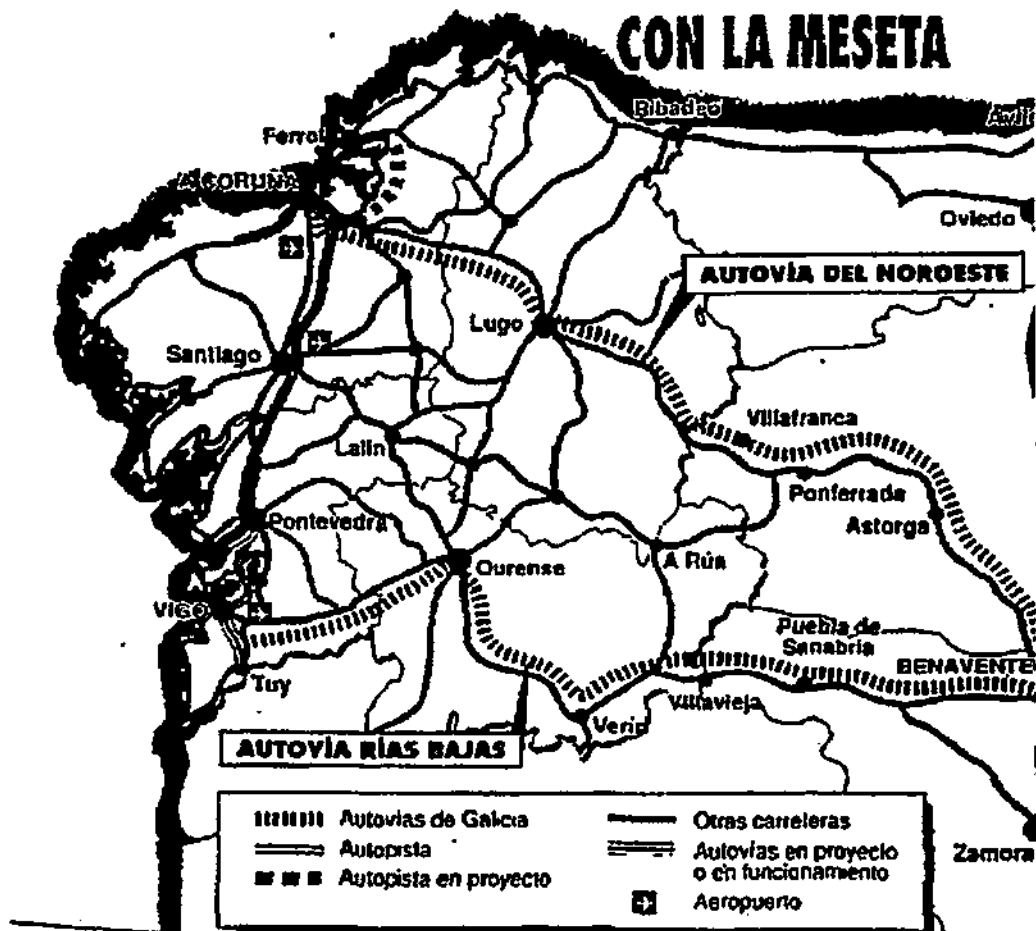 CON LA MESETA
Bibadeo
Ferrol
A CORUÑA
Oviedo
AUTOVÍA DEL NOROESTE
Lugo
Santiago
Villafranca
Lalín
Ponferrada
Astorga
Pontevedra
Ourense
A Rúa
VIGO
Puebla de
Sanabria
BENAVENTE
Tuy
Villavieja
Verin
AUTOVÍA RÍAS BAJAS
Autovías de Galicia
Autopista
Autopista en proyecto
Otras carreteras
Autovías en proyecto
o en funcionamiento
Aeropuerto
Zamora